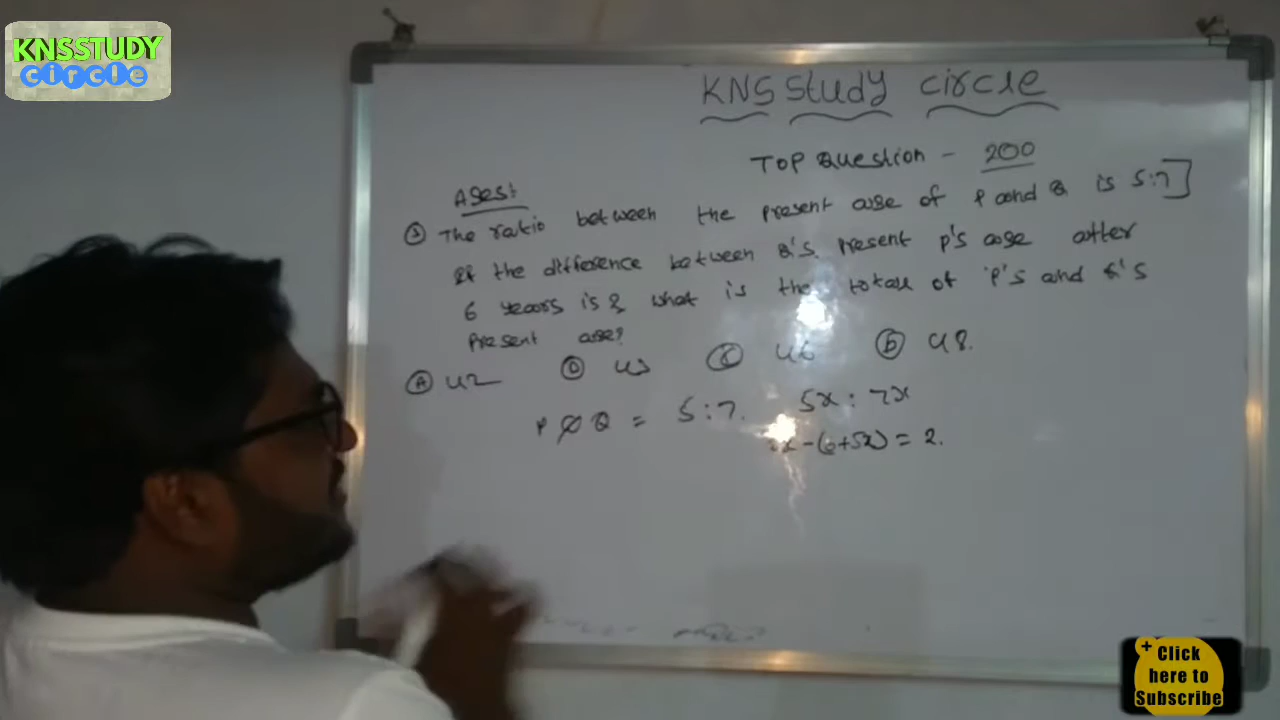 KNSSTUDY
circle
KNS Study circle
TOP Question - 200
Ages:
③ The ratio between the present age of P and Q is 5:7]
If the difference between Q's present P's age after
6 years is 2 what is the total of 'P's and Q'S
Present age?
Ⓐ 42 Ⓑ 43 Ⓒ 46 Ⓓ 48.
P Q = 5:7. 5x : 7x
7x-(6+5x) = 2.
+ Click
here to
Subscribe